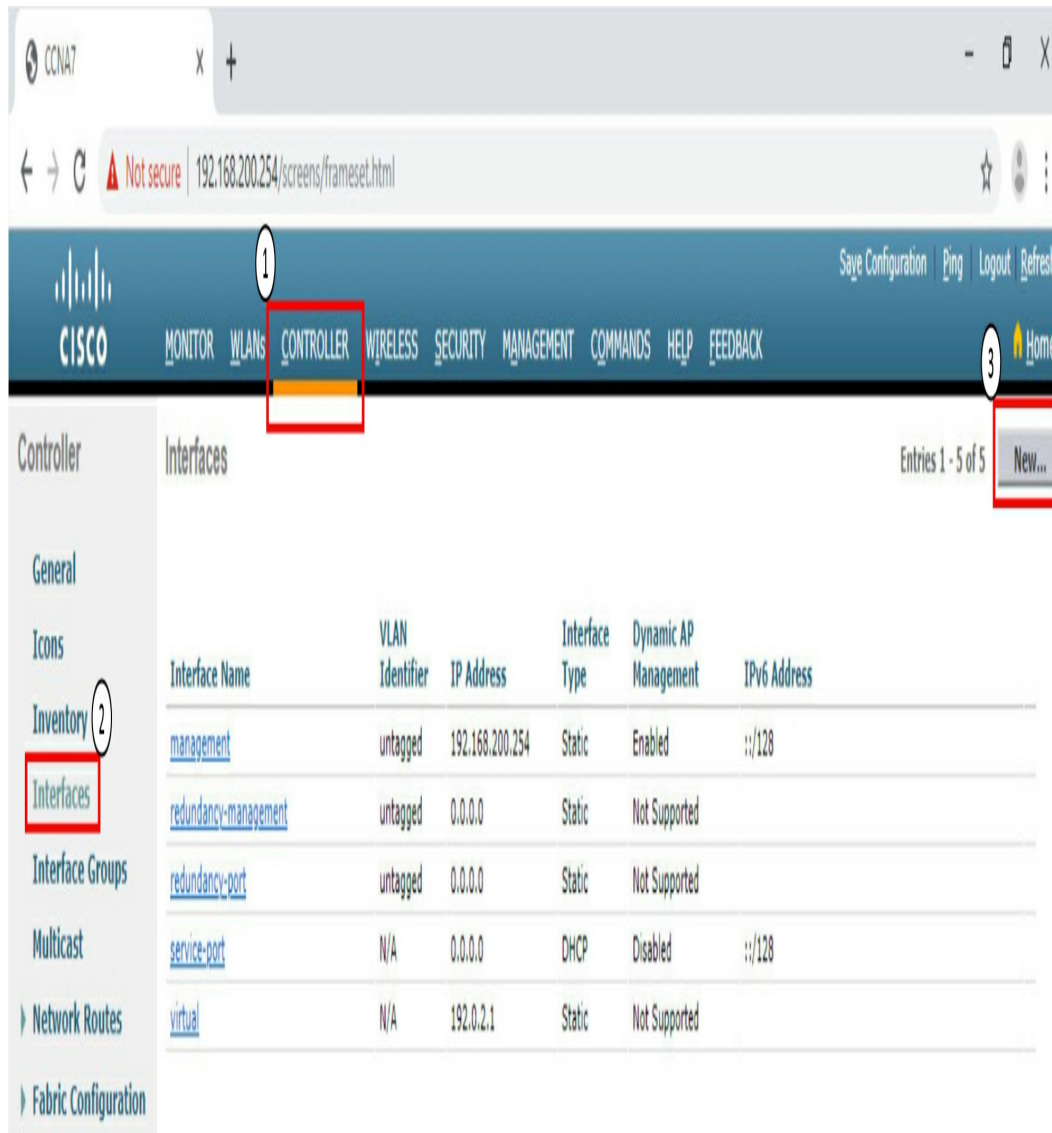 CCNA7
Not secure 192.168.200.254/screens/frameset.html
1
Save Configuration Ping Logout Refresh
CISCO
MONITOR WLANs CONTROLLER WIRELESS SECURITY MANAGEMENT COMMANDS HELP FEEDBACK
Home
3
Controller
Interfaces
Entries 1 - 5 of 5
New...
General
Icons
Inventory
2
Interfaces
Interface Groups
Multicast
Network Routes
Fabric Configuration
Interface Name VLAN Identifier IP Address Interface Type Dynamic AP Management IPv6 Address
management untagged 192.168.200.254 Static Enabled ::/128
redundancy-management untagged 0.0.0.0 Static Not Supported
redundancy-port untagged 0.0.0.0 Static Not Supported
service-port N/A 0.0.0.0 DHCP Disabled ::/128
virtual N/A 192.0.2.1 Static Not Supported